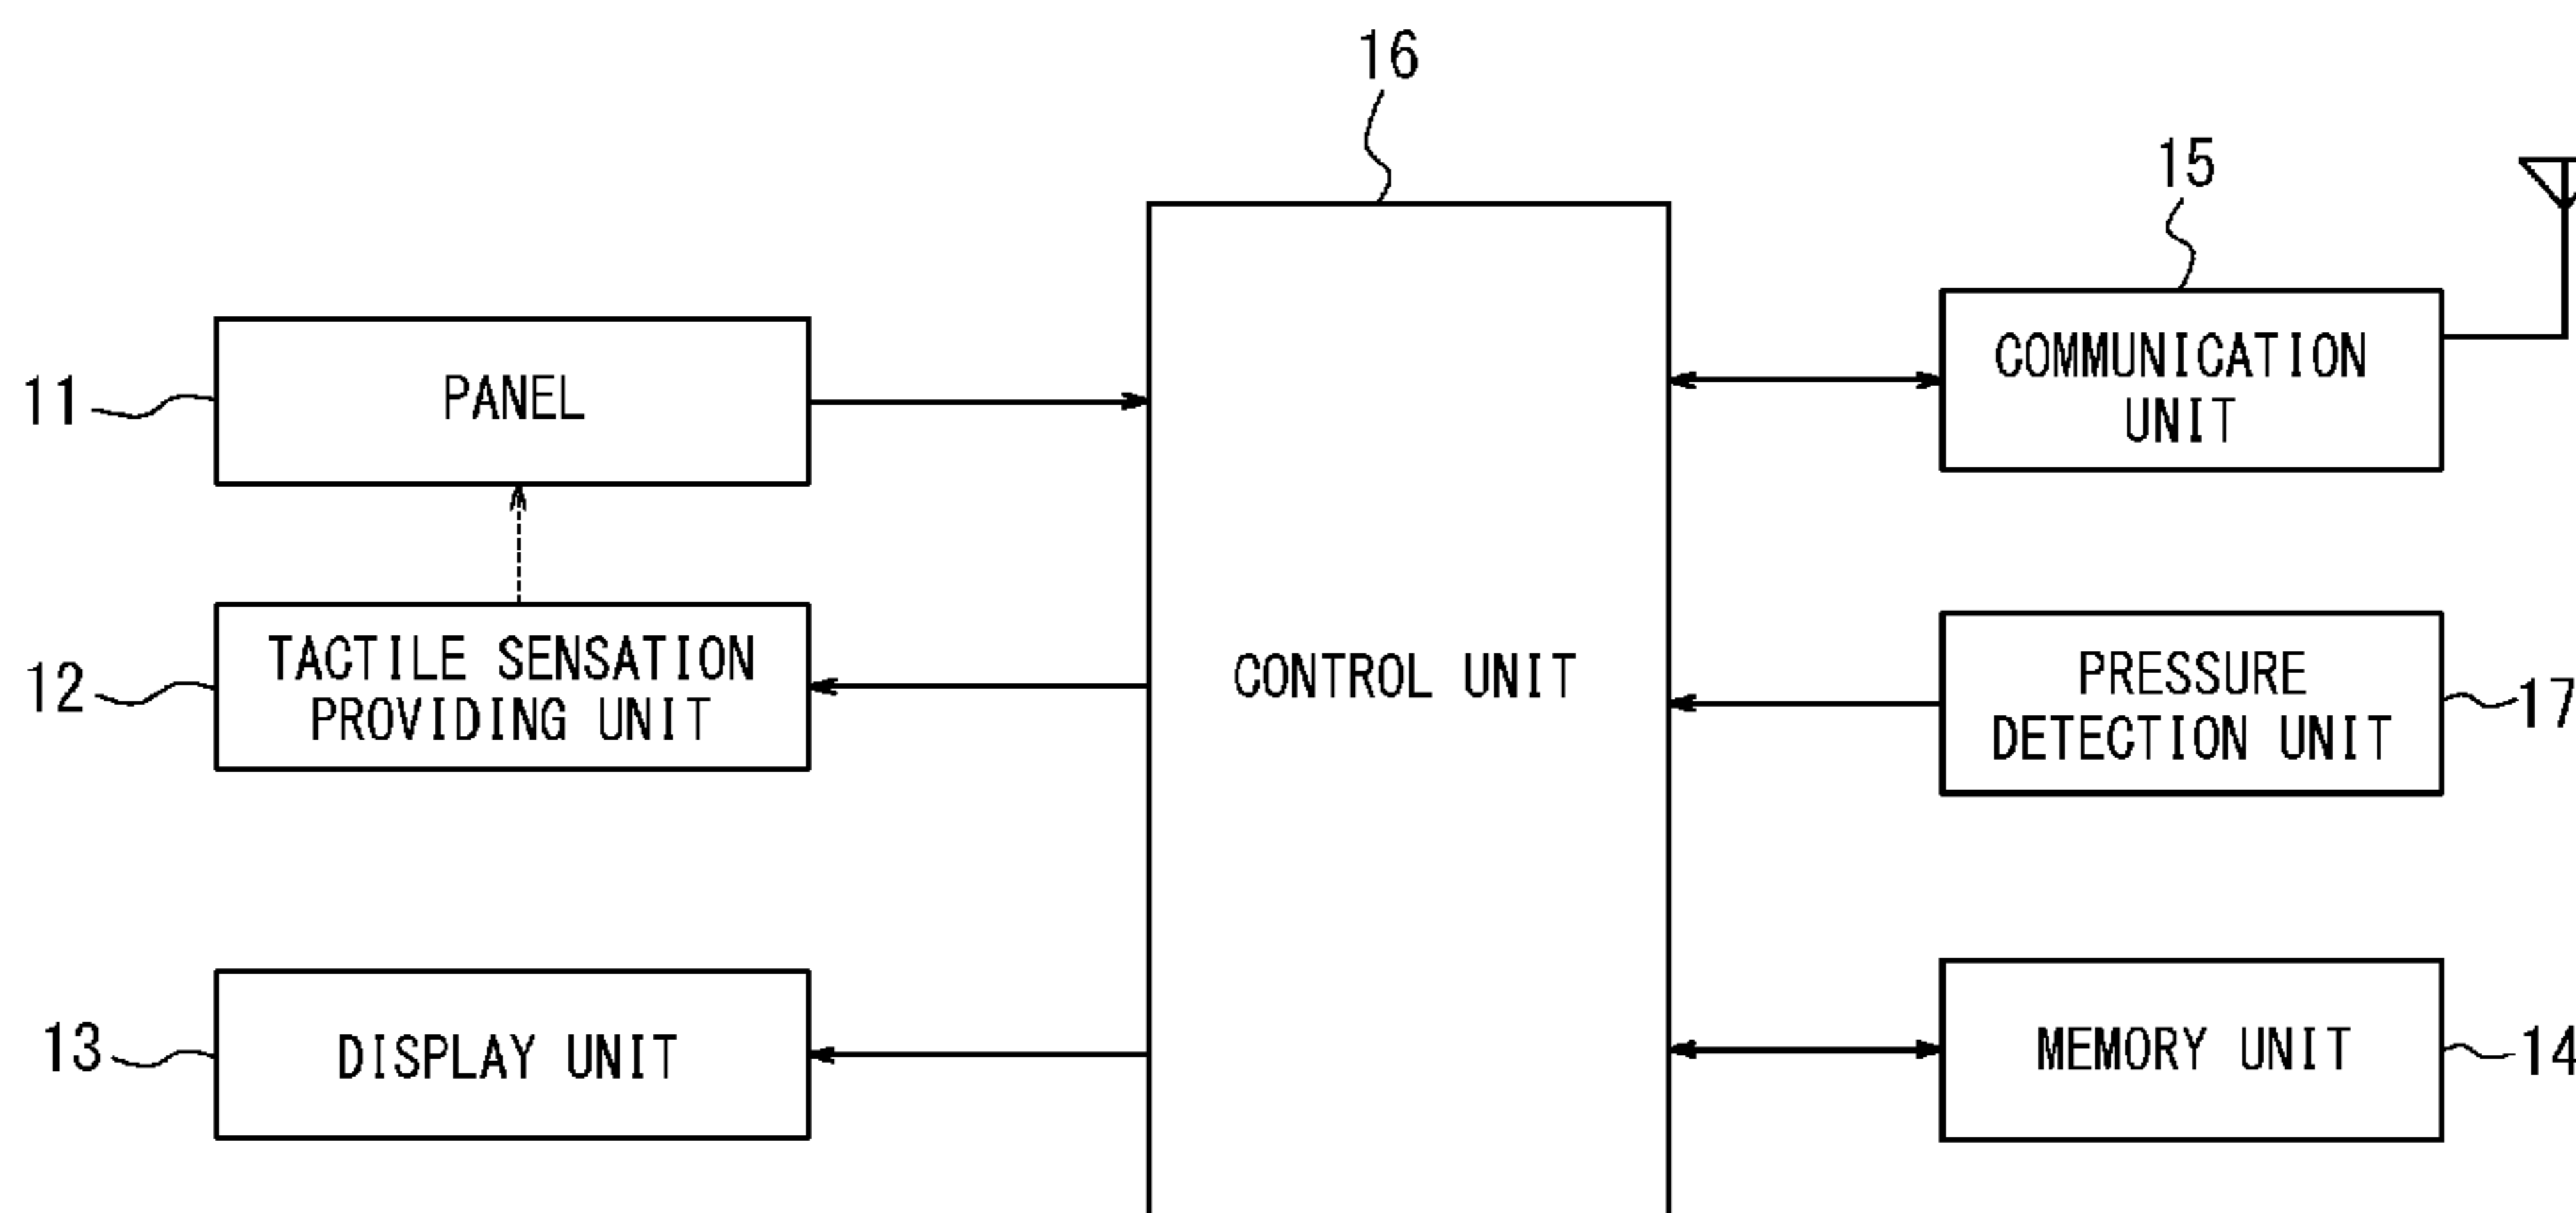 16
15
11
PANEL
COMMUNICATION
UNIT
12
TACTILE SENSATION
PROVIDING UNIT
CONTROL UNIT
PRESSURE
DETECTION UNIT
17
13
DISPLAY UNIT
MEMORY UNIT
14